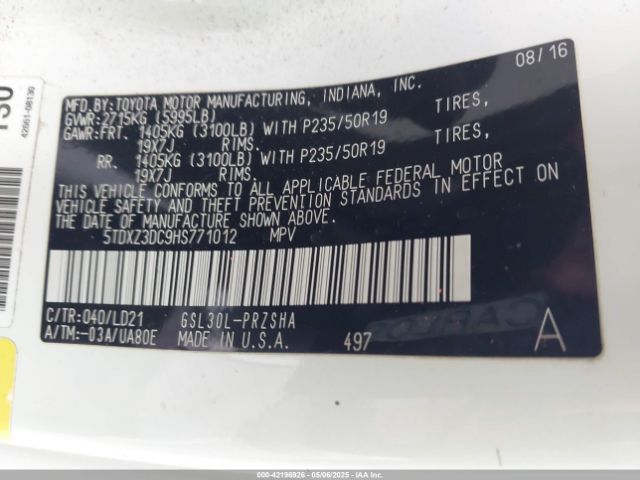 08/16
MFD.BY:TOYOTA MOTOR MANUFACTURING, INDIANA, INC.
GVWR:2715KG (5995LB)
GAWR:FRT. 1405KG (3100LB) WITH P235/50R19 TIRES,
19X7J RIMS.
RR. 1405KG (3100LB) WITH P235/50R19 TIRES,
19X7J RIMS.
THIS VEHICLE CONFORMS TO ALL APPLICABLE FEDERAL MOTOR
VEHICLE SAFETY AND THEFT PREVENTION STANDARDS IN EFFECT ON
THE DATE OF MANUFACTURE SHOWN ABOVE.
5TDXZ3DC9HS771012 MPV
C/TR:040/LD21 GSL30L-PRZSHA
A/TM:-03A/UA80E MADE IN U.S.A. 497 A
42661-08130
000-42196926 - 05/06/2025 - IAA Inc.